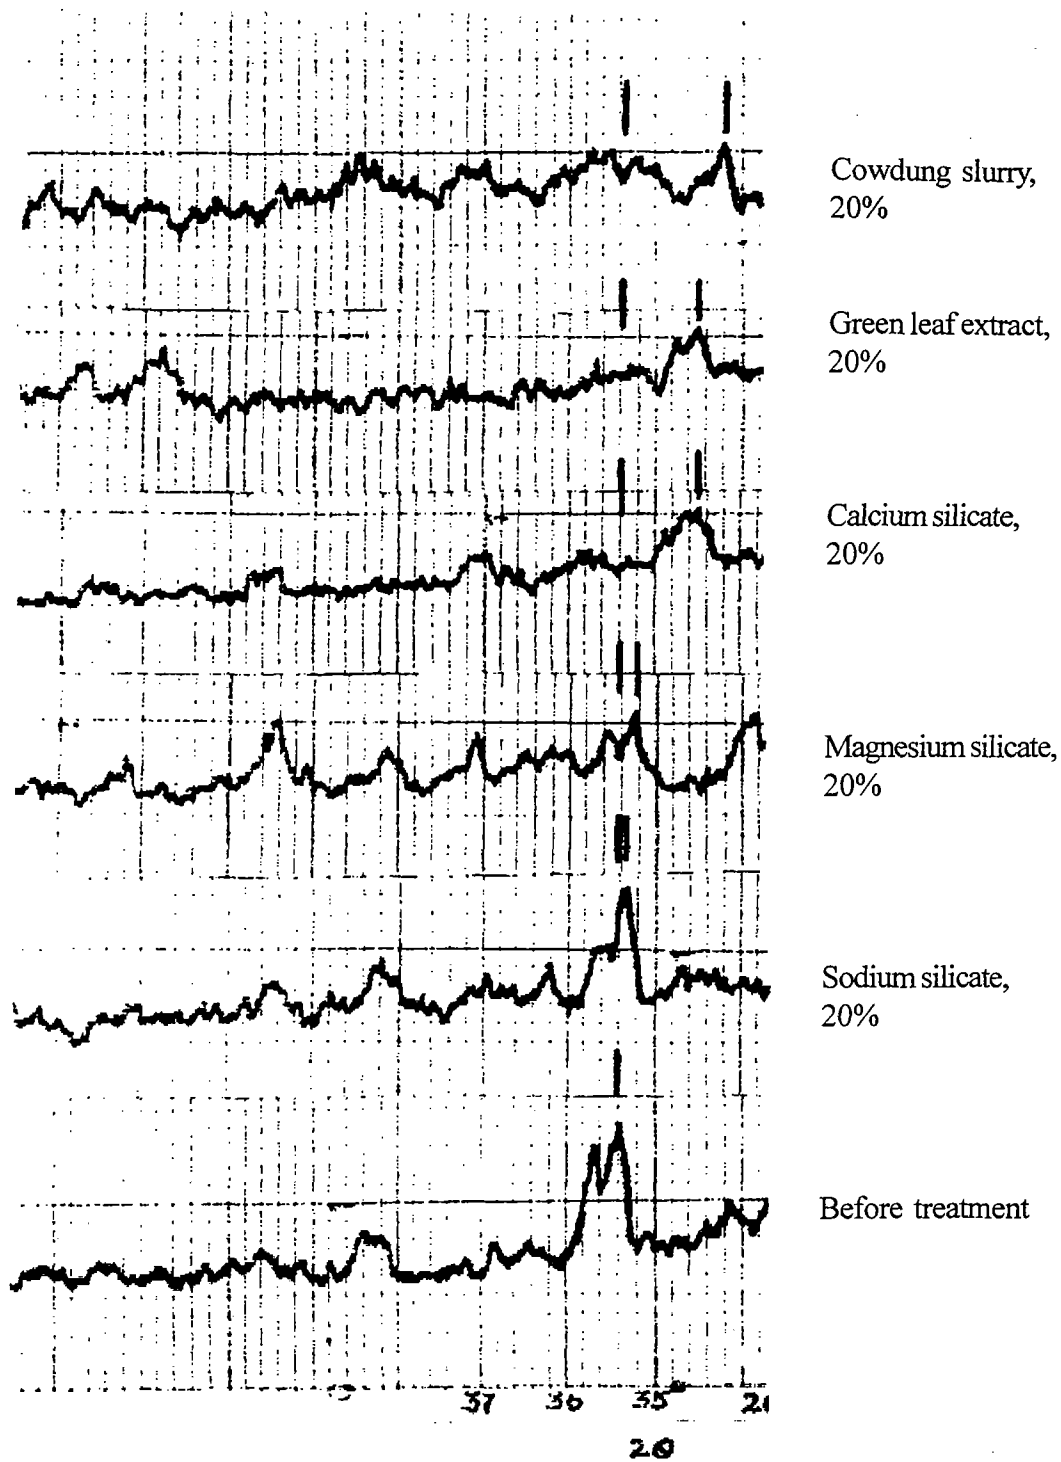 Cowdung slurry,
20%
Green leaf extract,
20%
Calcium silicate,
20%
Magnesium silicate,
20%
Sodium silicate,
20%
Before treatment
37 36 35
20